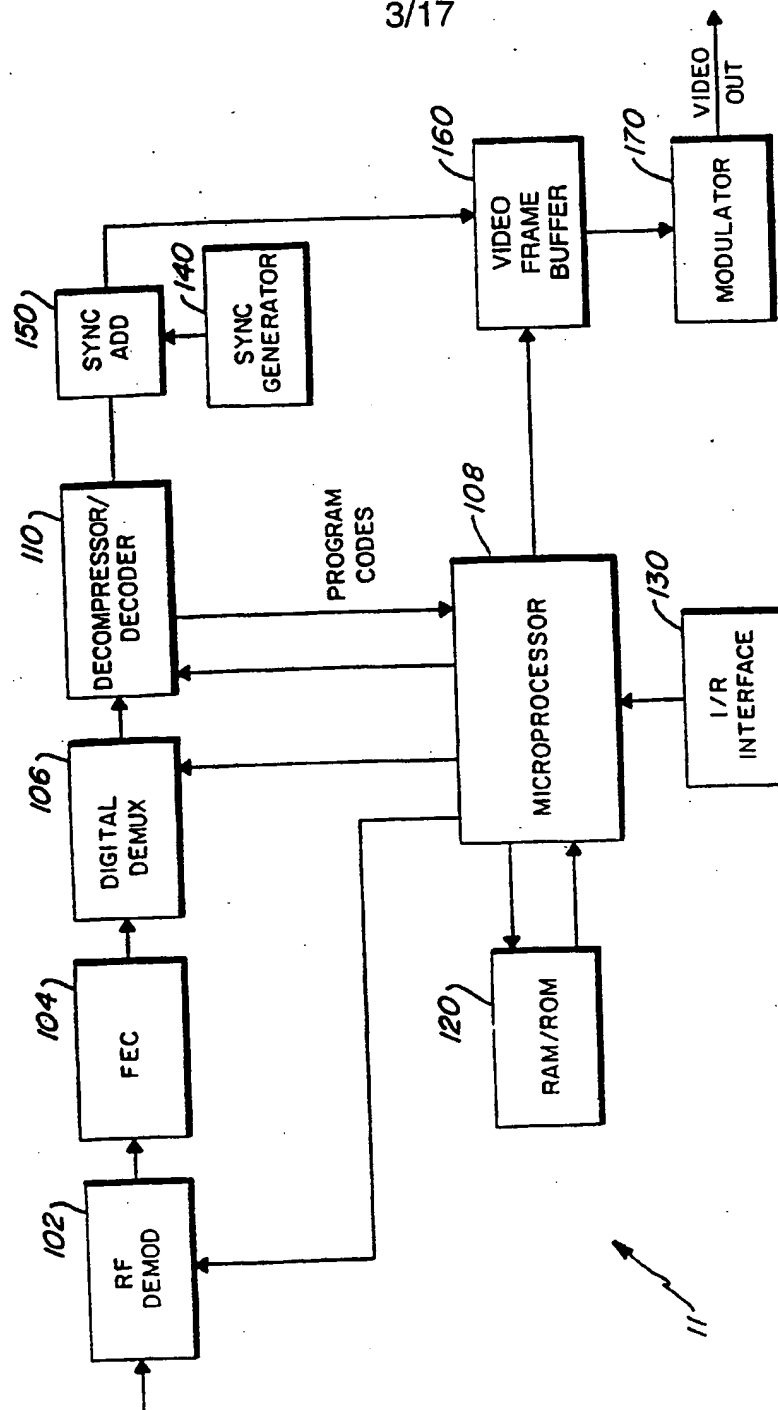 3/17
102
RF
DEMOD
104
FEC
106
DIGITAL
DEMUX
110
DECOMPRESSOR/
DECODER
150
SYNC
ADD
140
SYNC
GENERATOR
PROGRAM
CODES
108
MICROPROCESSOR
120
RAM/ROM
130
I/R
INTERFACE
160
VIDEO
FRAME
BUFFER
170
MODULATOR
VIDEO
OUT
11